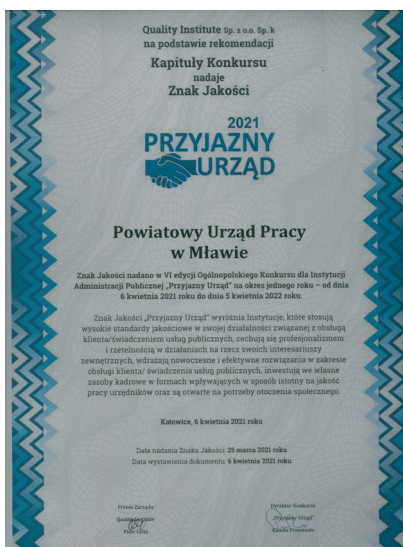 Quality Institute Sp. z o.o. Sp. k
na podstawie rekomendacji
Kapituły Konkursu
nadaje
Znak Jakości
2021
PRZYJAZNY
URZĄD
Powiatowy Urząd Pracy
w Mławie
Znak Jakości nadano w VI edycji Ogólnopolskiego Konkursu dla Instytucji
Administracji Publicznej „Przyjazny Urząd” na okres jednego roku – od dnia
6 kwietnia 2021 roku do dnia 5 kwietnia 2022 roku.
Znak Jakości „Przyjazny Urząd” wyróżnia Instytucje, które stosują
wysokie standardy jakościowe w swojej działalności związanej z obsługą
klienta/świadczeniem usług publicznych, cechują się profesjonalizmem
i rzetelnością w działaniach na rzecz swoich interesariuszy
zewnętrznych, wdrażają nowoczesne i efektywne rozwiązania w zakresie
obsługi klienta/ świadczenia usług publicznych, inwestują we własne
zasoby kadrowe w formach wpływających w sposób istotny na jakość
pracy urzędników oraz są otwarte na potrzeby otoczenia społecznego.
Katowice, 6 kwietnia 2021 roku
Data nadania Znaku Jakości: 25 marca 2021 roku
Data wystawienia dokumentu: 6 kwietnia 2021 roku
Prezes Zarządu
Quality Institute
Piotr
Dyrektor Konkursu
„Przyjazny Urząd”
Kamila